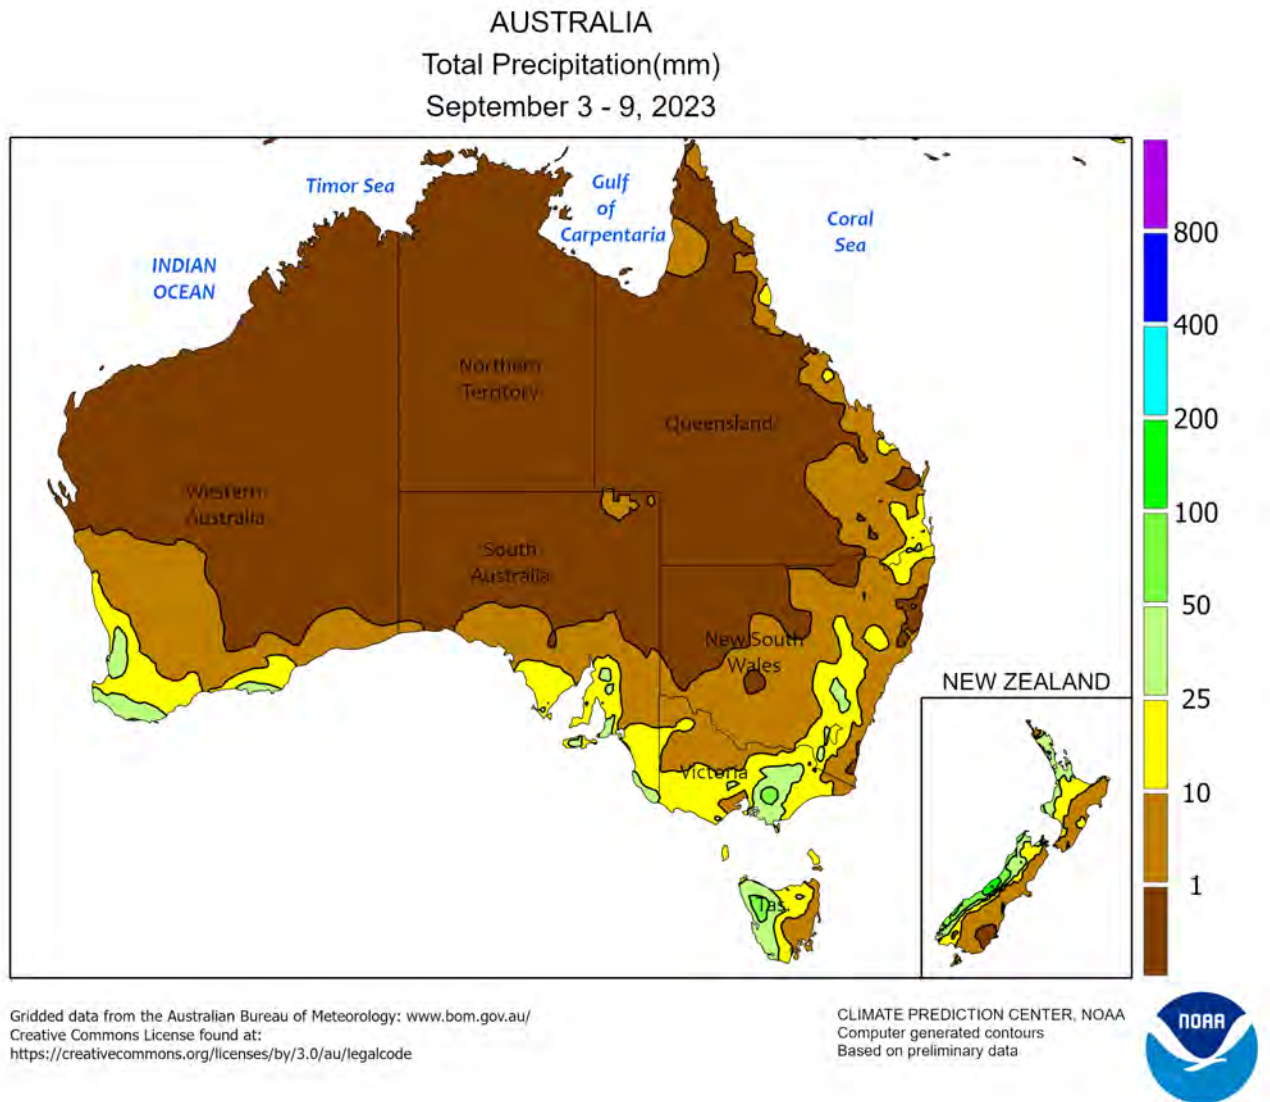 AUSTRALIA
Total Precipitation(mm)
September 3 - 9, 2023
Timor Sea
Gulf
of
Carpentaria
Coral
Sea
INDIAN
OCEAN
Northern
Territory
Queensland
Western
Australia
South
Australia
New South
Wales
Victoria
Tas.
NEW ZEALAND
800
400
200
100
50
25
10
1
Gridded data from the Australian Bureau of Meteorology: www.bom.gov.au/
Creative Commons License found at:
https://creativecommons.org/licenses/by/3.0/au/legalcode
CLIMATE PREDICTION CENTER, NOAA
Computer generated contours
Based on preliminary data
NOAA